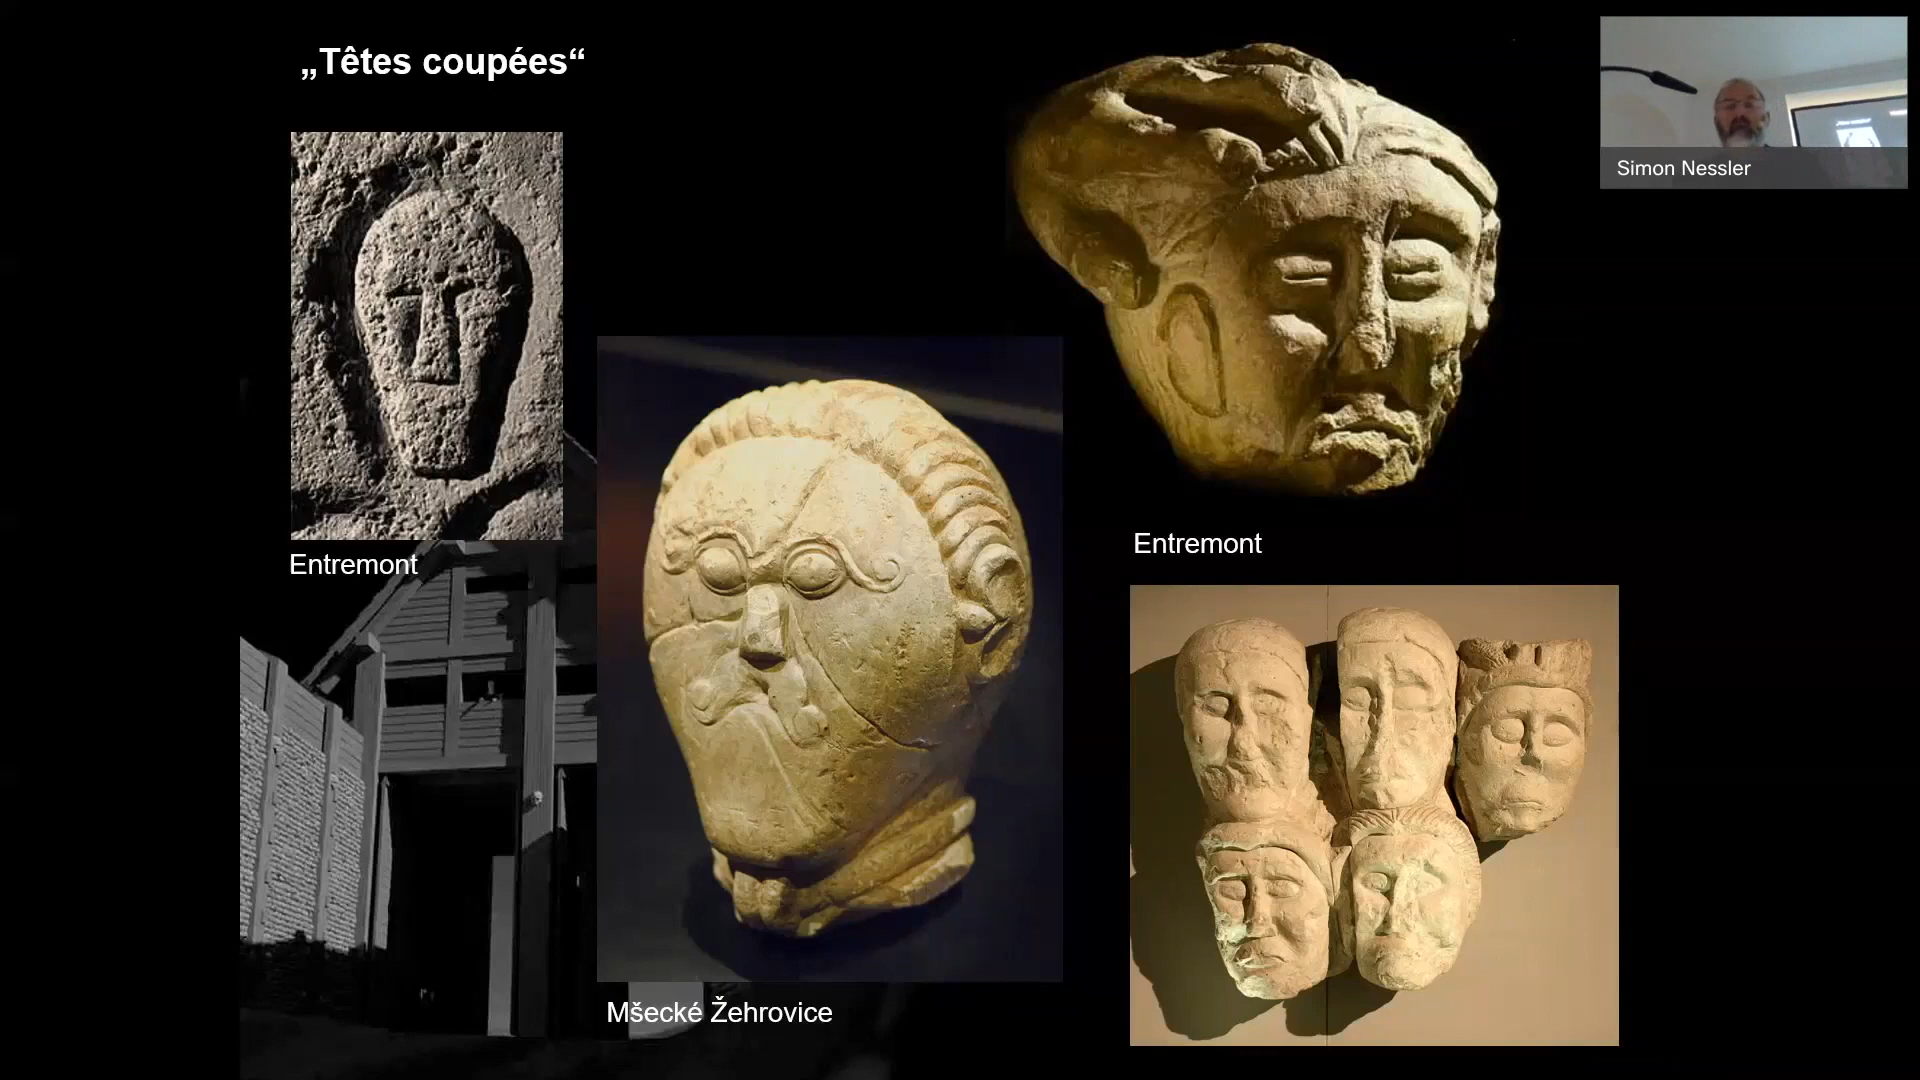 „Têtes coupées“
Simon Nessler
Entremont
Entremont
Mšecké Žehrovice